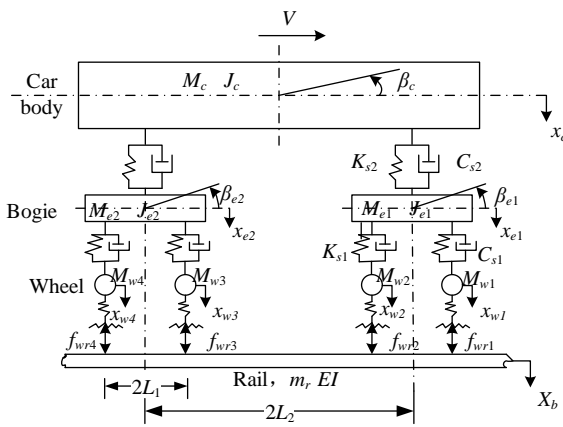 V
Car
body
M_c J_c
β_c
x_c
K_s2
C_s2
Bogie
M_e2
J_e2
β_e2
x_e2
M_e1
J_e1
β_e1
x_e1
K_s1
C_s1
Wheel
M_w4
M_w3
M_w2
M_w1
x_w4
x_w3
x_w2
x_w1
f_wr4
f_wr3
f_wr2
f_wr1
2L_1
Rail, m_r EI
X_b
2L_2